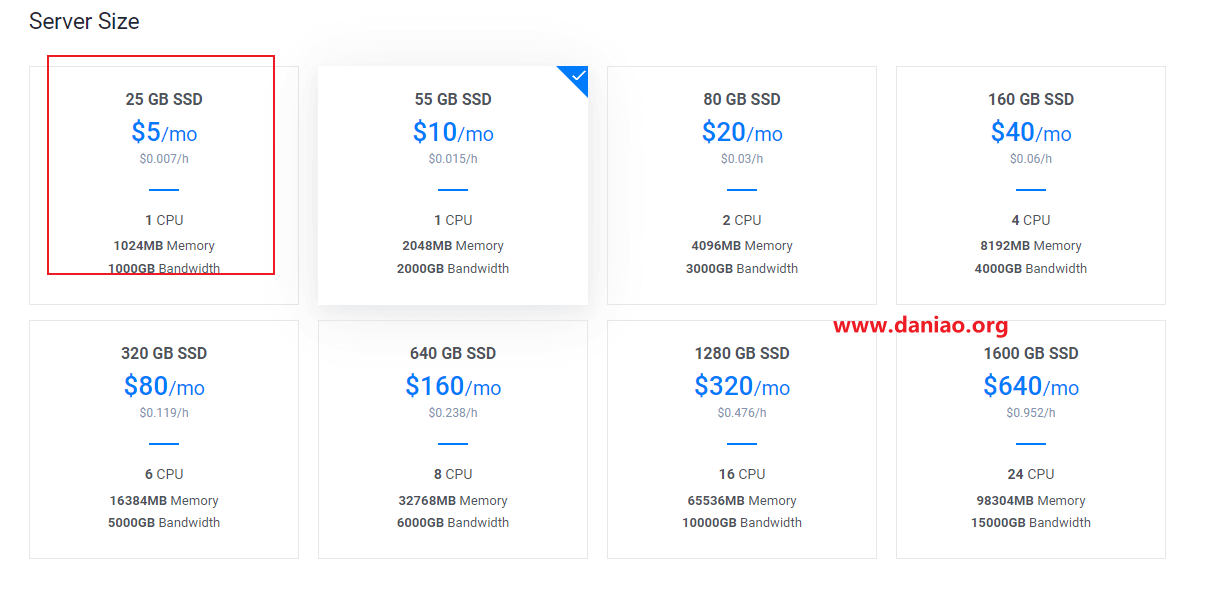 Server Size
25 GB SSD
$5/mo
$0.007/h
1 CPU
1024MB Memory
1000GB Bandwidth
55 GB SSD
$10/mo
$0.015/h
1 CPU
2048MB Memory
2000GB Bandwidth
80 GB SSD
$20/mo
$0.03/h
2 CPU
4096MB Memory
3000GB Bandwidth
160 GB SSD
$40/mo
$0.06/h
4 CPU
8192MB Memory
4000GB Bandwidth
www.daniao.org
320 GB SSD
$80/mo
$0.119/h
6 CPU
16384MB Memory
5000GB Bandwidth
640 GB SSD
$160/mo
$0.238/h
8 CPU
32768MB Memory
6000GB Bandwidth
1280 GB SSD
$320/mo
$0.476/h
16 CPU
65536MB Memory
10000GB Bandwidth
1600 GB SSD
$640/mo
$0.952/h
24 CPU
98304MB Memory
15000GB Bandwidth